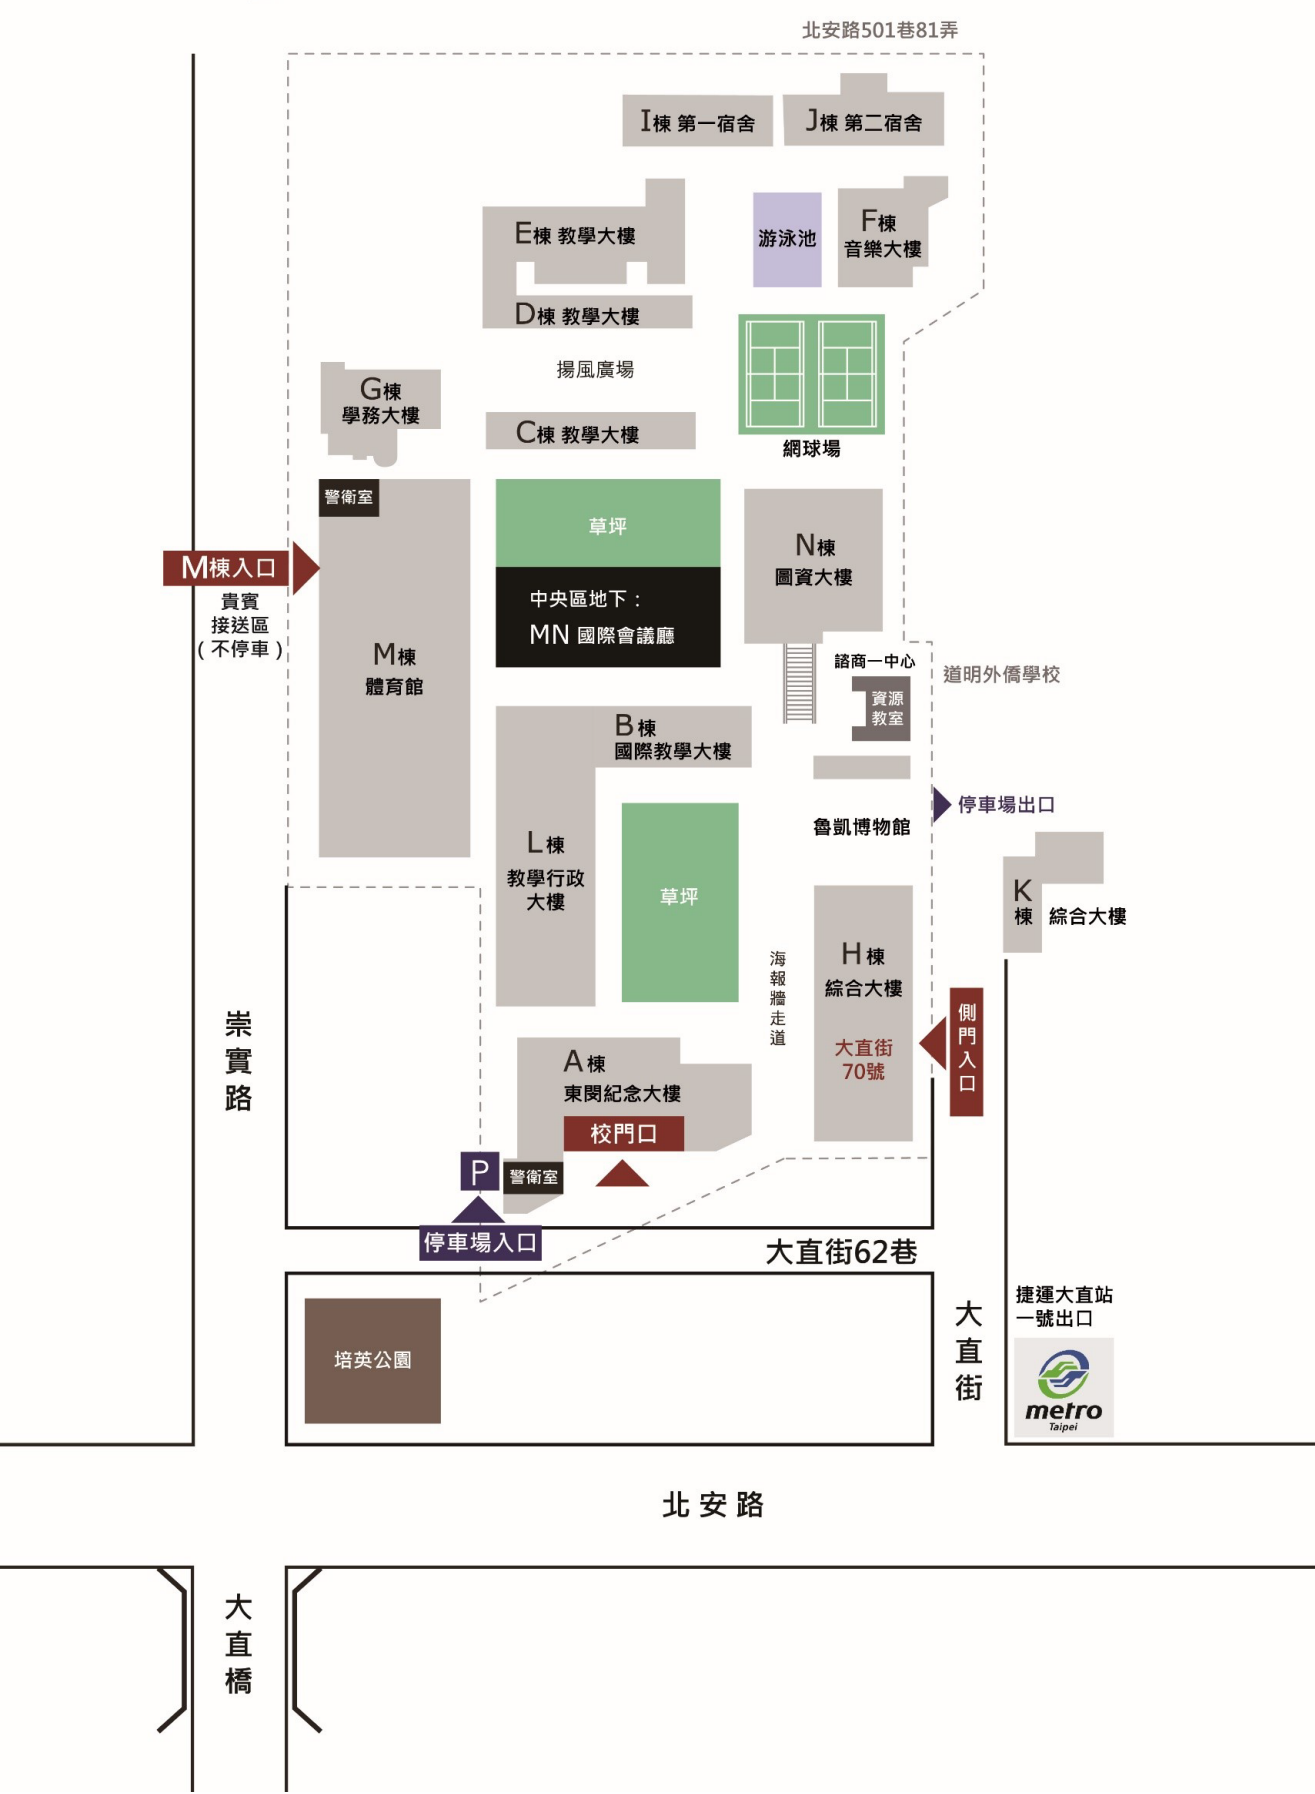 北安路501巷81弄
I棟 第一宿舍
J棟 第二宿舍
E棟 教學大樓
游泳池
F棟
音樂大樓
D棟 教學大樓
揚風廣場
G棟
學務大樓
C棟 教學大樓
網球場
警衛室
草坪
N棟
圖資大樓
M棟入口
貴賓
接送區
(不停車)
中央區地下：
MN 國際會議廳
M棟
體育館
諮商一中心
資源
教室
道明外僑學校
B棟
國際教學大樓
停車場出口
魯凱博物館
L棟
教學行政
大樓
草坪
K
棟 綜合大樓
H棟
綜合大樓
海報牆走道
側門入口
崇實路
大直街
70號
A棟
東閔紀念大樓
校門口
P
警衛室
停車場入口
大直街62巷
捷運大直站
一號出口
大直街
培英公園
metro
Taipei
北安路
大直橋